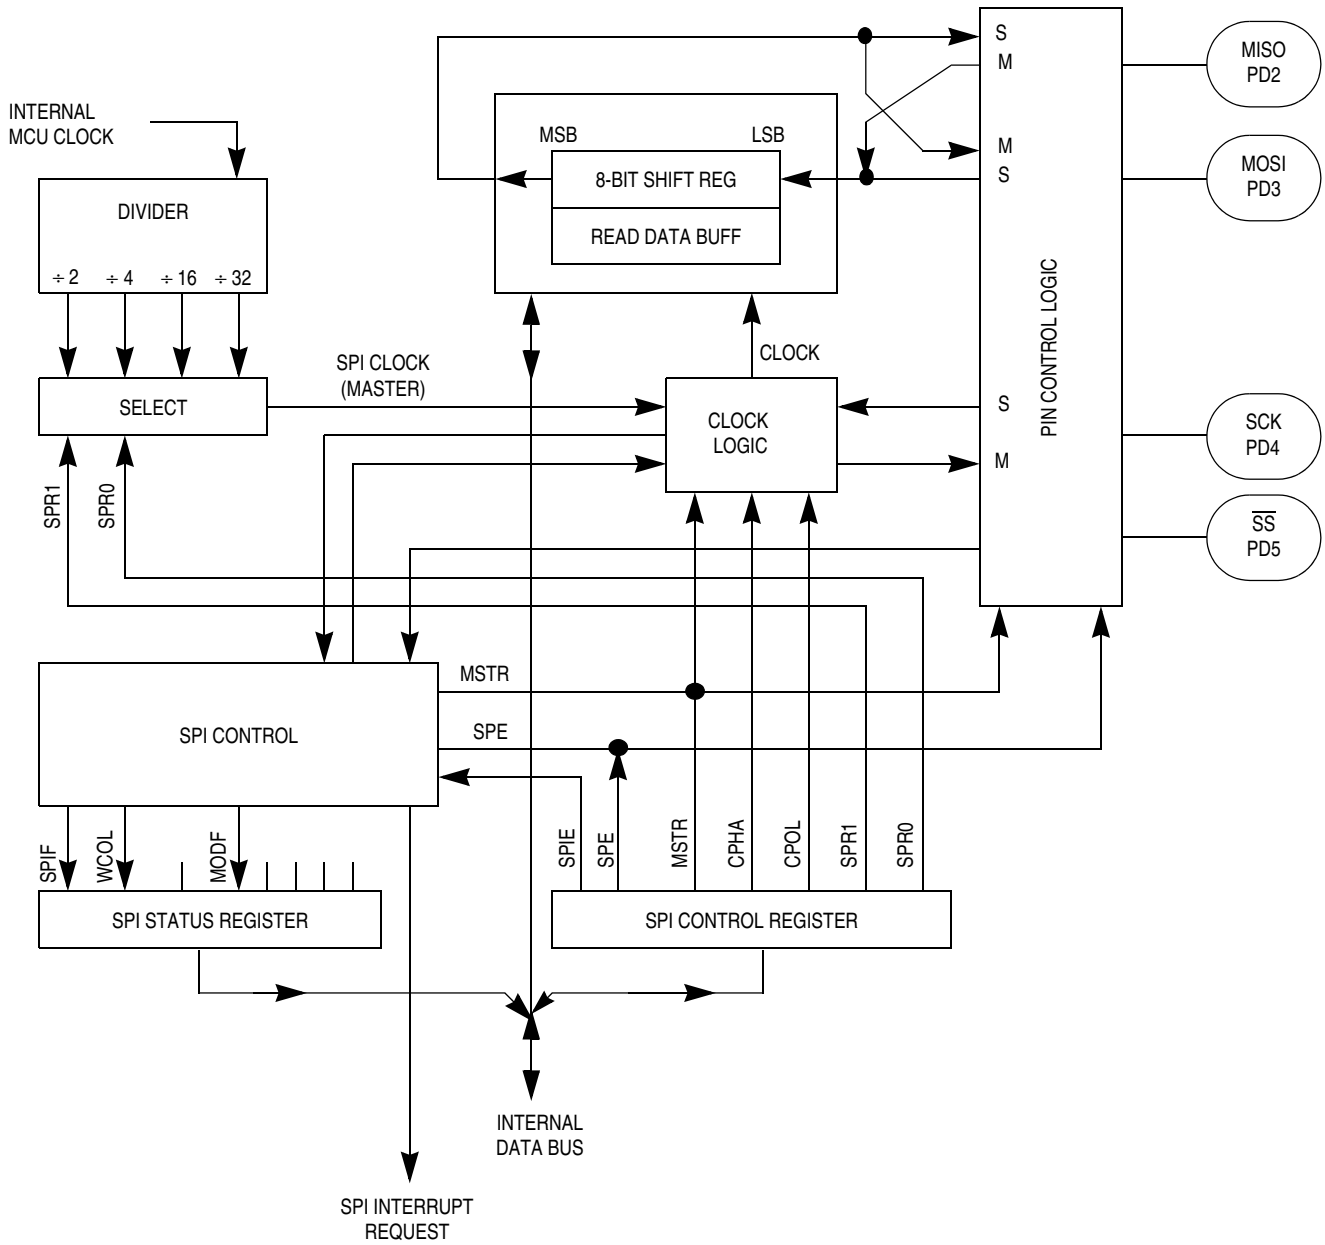 S
M
MISO
PD2
INTERNAL
MCU CLOCK
MSB
LSB
M
S
MOSI
PD3
8-BIT SHIFT REG
READ DATA BUFF
DIVIDER
÷ 2 ÷ 4 ÷ 16 ÷ 32
PIN CONTROL LOGIC
CLOCK
SPI CLOCK
(MASTER)
SELECT
CLOCK
LOGIC
S
M
SCK
PD4
SPR1
SPR0
SS
PD5
MSTR
SPI CONTROL
SPE
SPIF
WCOL
MODF
SPIE
SPE
MSTR
CPHA
CPOL
SPR1
SPR0
SPI STATUS REGISTER
SPI CONTROL REGISTER
INTERNAL
DATA BUS
SPI INTERRUPT
REQUEST